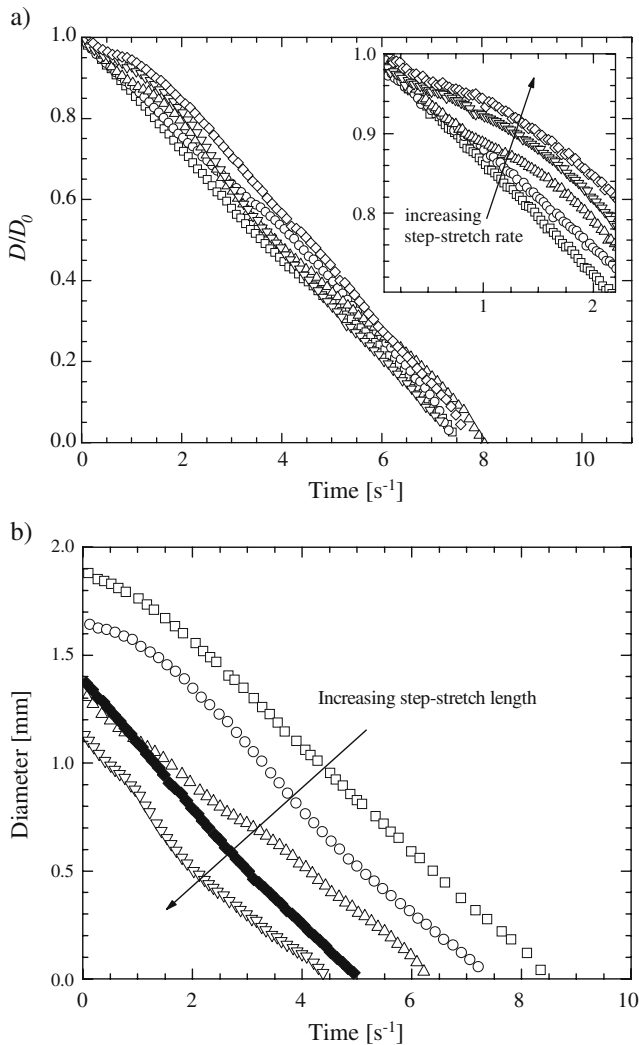 a)
1.0
0.8
0.6
0.4
0.2
0.0
D/D0
0 2 4 6 8 10
Time [s-1]
1.0
0.9
0.8
1 2
increasing
step-stretch rate
b)
2.0
1.5
1.0
0.5
0.0
Diameter [mm]
0 2 4 6 8 10
Time [s-1]
Increasing step-stretch length